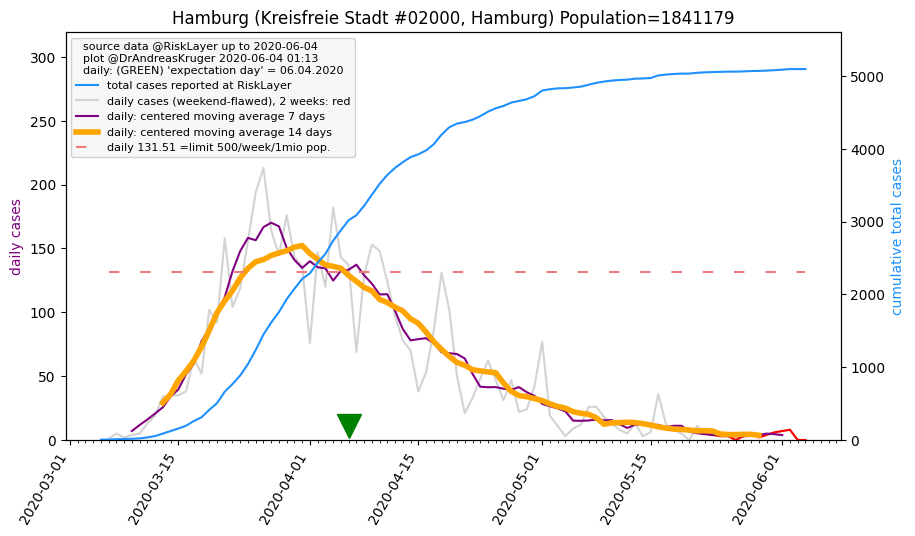 Hamburg (Kreisfreie Stadt #02000, Hamburg) Population=1841179
source data @RiskLayer up to 2020-06-04
plot @DrAndreasKruger 2020-06-04 01:13
daily: (GREEN) 'expectation day' = 06.04.2020
total cases reported at RiskLayer
daily cases (weekend-flawed), 2 weeks: red
daily: centered moving average 7 days
daily: centered moving average 14 days
daily 131.51 =limit 500/week/1mio pop.
daily cases
300
250
200
150
100
50
0
cumulative total cases
5000
4000
3000
2000
1000
0
2020-03-01
2020-03-15
2020-04-01
2020-04-15
2020-05-01
2020-05-15
2020-06-01